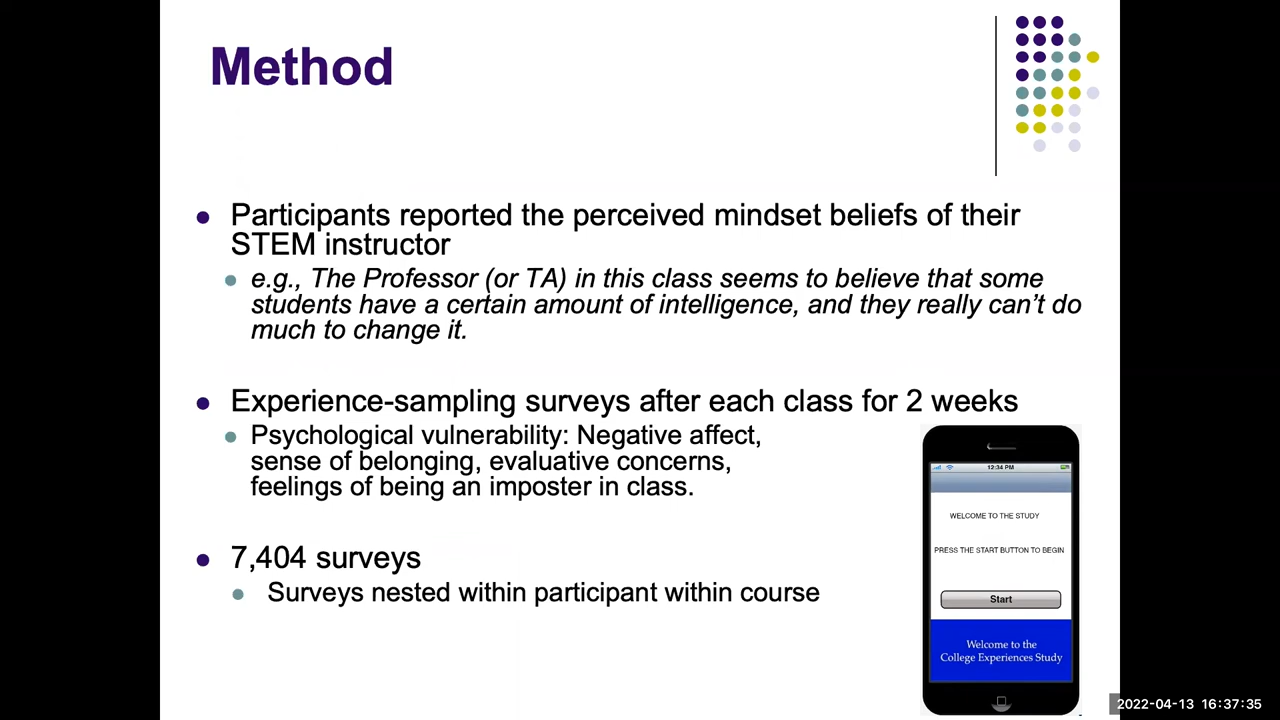 Method
Participants reported the perceived mindset beliefs of their
STEM instructor
e.g., The Professor (or TA) in this class seems to believe that some
students have a certain amount of intelligence, and they really can't do
much to change it.
Experience-sampling surveys after each class for 2 weeks
Psychological vulnerability: Negative affect,
sense of belonging, evaluative concerns,
feelings of being an imposter in class.
7,404 surveys
Surveys nested within participant within course
12:34 PM
WELCOME TO THE STUDY
PRESS THE START BUTTON TO BEGIN
Start
Welcome to the
College Experiences Study
2022-04-13 16:37:35